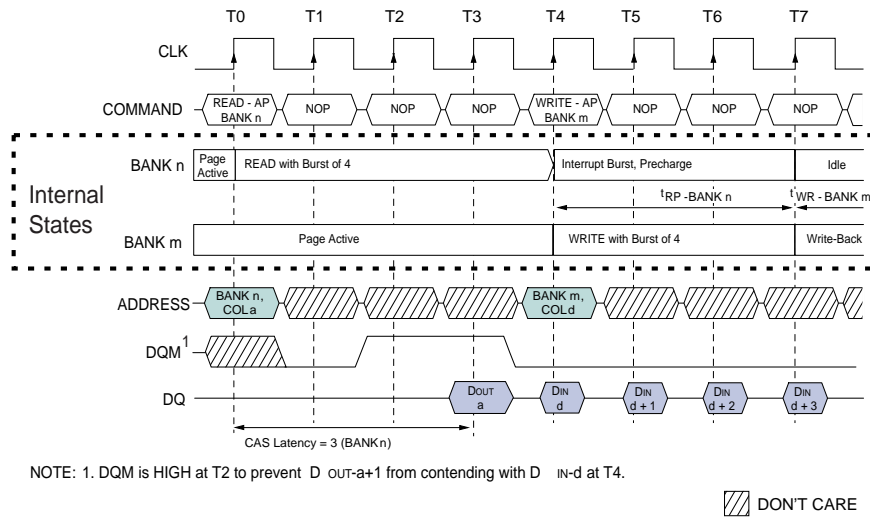 T0 T1 T2 T3 T4 T5 T6 T7
CLK
COMMAND READ - AP BANK n NOP NOP NOP WRITE - AP BANK m NOP NOP NOP
Internal States
BANK n Page Active READ with Burst of 4 Interrupt Burst, Precharge Idle
tRP -BANK n tWR - BANK m
BANK m Page Active WRITE with Burst of 4 Write-Back
ADDRESS BANK n, COL a BANK m, COL d
DQM1
DQ DOUT a DIN d DIN d + 1 DIN d + 2 DIN d + 3
CAS Latency = 3 (BANK n)
NOTE: 1. DQM is HIGH at T2 to prevent D OUT-a+1 from contending with D IN-d at T4.
DON'T CARE